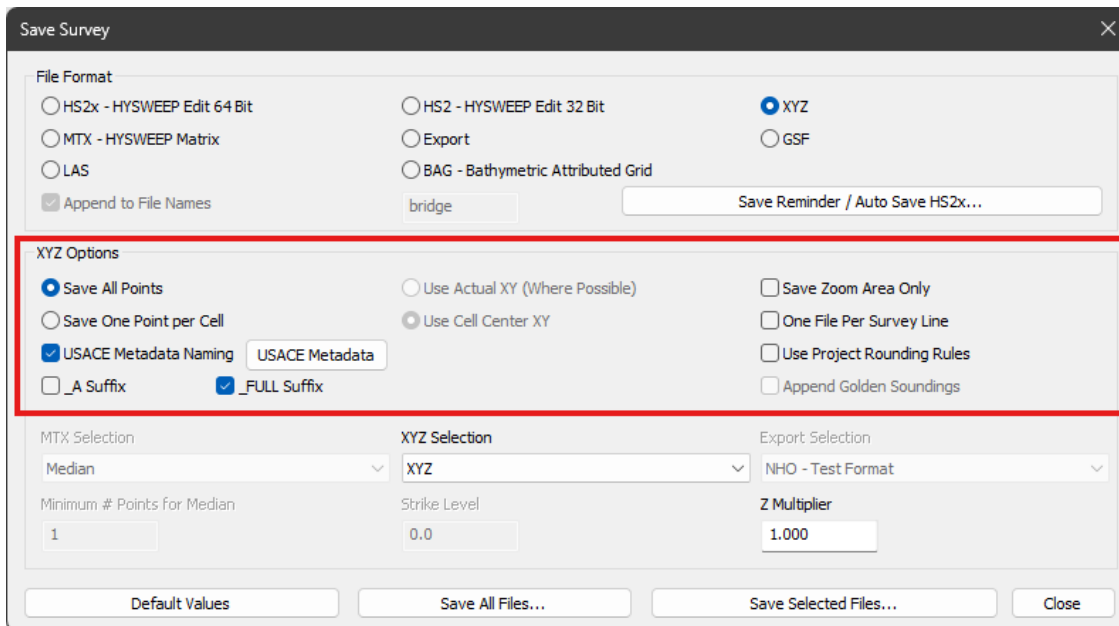 Save Survey
File Format
HS2x - HYSWEEP Edit 64 Bit
HS2 - HYSWEEP Edit 32 Bit
XYZ
MTX - HYSWEEP Matrix
Export
GSF
LAS
BAG - Bathymetric Attributed Grid
Append to File Names
bridge
Save Reminder / Auto Save HS2x...
XYZ Options
Save All Points
Use Actual XY (Where Possible)
Save Zoom Area Only
Save One Point per Cell
Use Cell Center XY
One File Per Survey Line
USACE Metadata Naming
USACE Metadata
Use Project Rounding Rules
_A Suffix
_FULL Suffix
Append Golden Soundings
MTX Selection
XYZ Selection
Export Selection
Median
XYZ
NHO - Test Format
Minimum # Points for Median
Strike Level
Z Multiplier
1
0.0
1.000
Default Values
Save All Files...
Save Selected Files...
Close